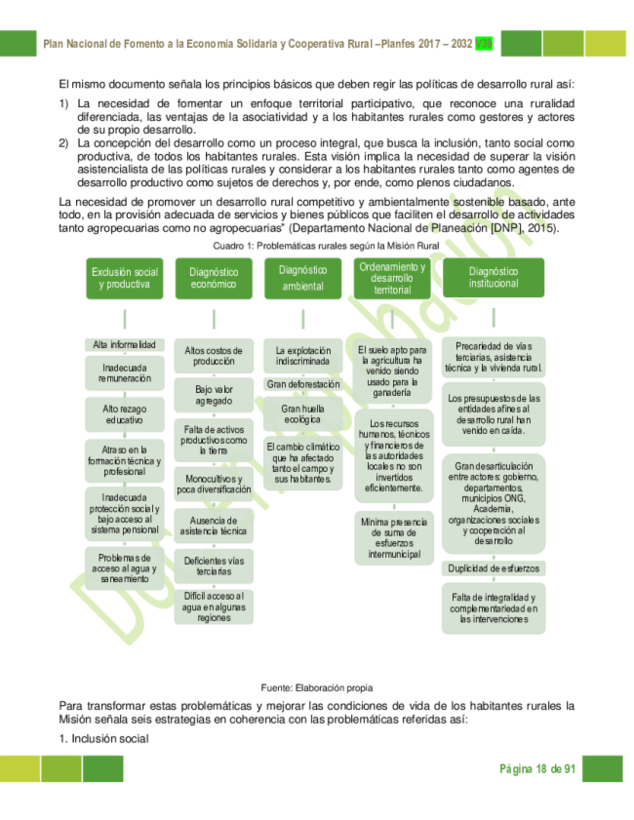 Plan Nacional de Fomento a la Economía Solidaria y Cooperativa Rural –Planfes 2017 – 2032 V39
El mismo documento señala los principios básicos que deben regir las políticas de desarrollo rural así:
1) La necesidad de fomentar un enfoque territorial participativo, que reconoce una ruralidad
diferenciada, las ventajas de la asociatividad y a los habitantes rurales como gestores y actores
de su propio desarrollo.
2) La concepción del desarrollo como un proceso integral, que busca la inclusión, tanto social como
productiva, de todos los habitantes rurales. Esta visión implica la necesidad de superar la visión
asistencialista de las políticas rurales y considerar a los habitantes rurales tanto como agentes de
desarrollo productivo como sujetos de derechos y, por ende, como plenos ciudadanos.
La necesidad de promover un desarrollo rural competitivo y ambientalmente sostenible basado, ante
todo, en la provisión adecuada de servicios y bienes públicos que faciliten el desarrollo de actividades
tanto agropecuarias como no agropecuarias” (Departamento Nacional de Planeación [DNP], 2015).
Cuadro 1: Problemáticas rurales según la Misión Rural
Exclusión social
y productiva
Alta informalidad
Inadecuada
remuneración
Alto rezago
educativo
Atraso en la
formación técnica y
profesional
Inadecuada
protección social y
bajo acceso al
sistema pensional
Problemas de
acceso al agua y
saneamiento
Diagnóstico
económico
Altos costos de
producción
Bajo valor
agregado
Falta de activos
productivos como
la tierra
Monocultivos y
poca diversificación
Ausencia de
asistencia técnica
Deficientes vías
terciarias
Difícil acceso al
agua en algunas
regiones
Diagnóstico
ambiental
La explotación
indiscriminada
Gran deforestación
Gran huella
ecológica
El cambio climático
que ha afectado
tanto el campo y
sus habitantes.
Ordenamiento y
desarrollo
territorial
El suelo apto para
la agricultura ha
venido siendo
usado para la
ganadería
Los recursos
humanos, técnicos
y financieros de
las autoridades
locales no son
invertidos
eficientemente.
Mínima presencia
de suma de
esfuerzos
intermunicipal
Diagnóstico
institucional
Precariedad de vías
terciarias, asistencia
técnica y la vivienda rural.
Los presupuestos de las
entidades afines al
desarrollo rural han
venido en caída.
Gran desarticulación
entre actores: gobierno,
departamentos,
municipios ONG,
Academia,
organizaciones sociales
y cooperación al
desarrollo
Duplicidad de esfuerzos
Falta de integralidad y
complementariedad en
las intervenciones
Fuente: Elaboración propia
Para transformar estas problemáticas y mejorar las condiciones de vida de los habitantes rurales la
Misión señala seis estrategias en coherencia con las problemáticas referidas así:
1. Inclusión social
Página 18 de 91